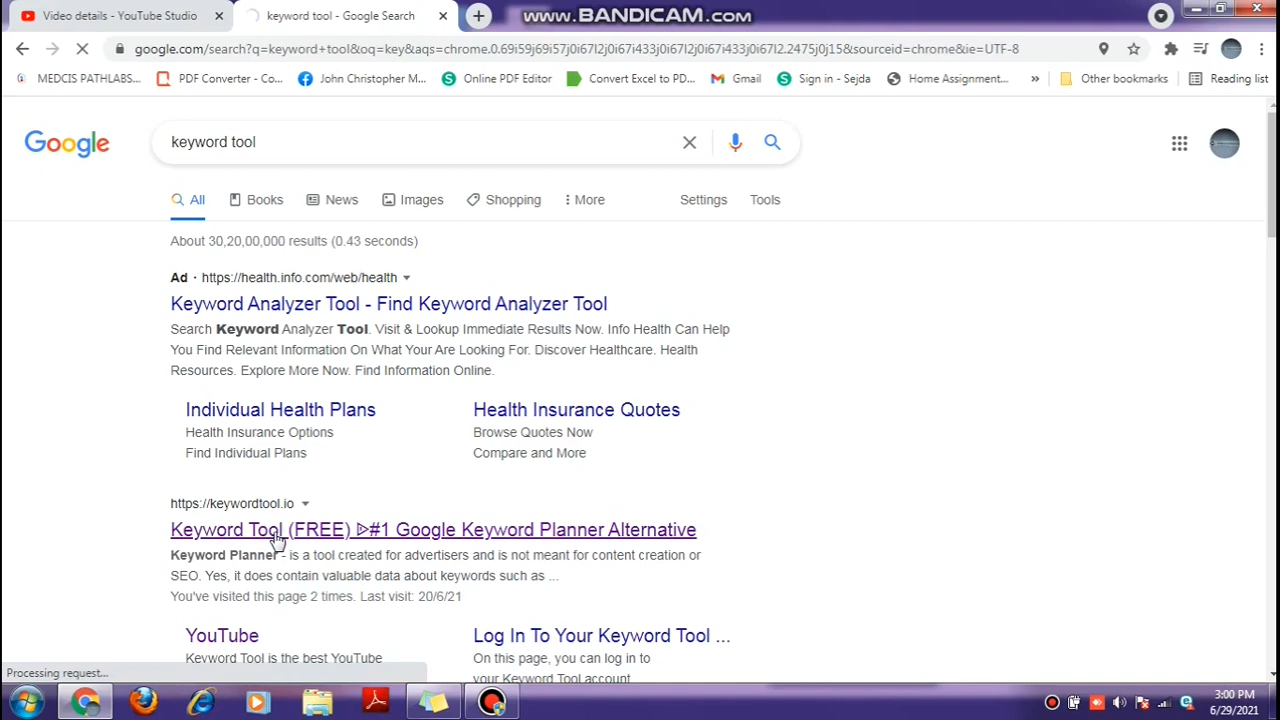 Video details - YouTube Studio
keyword tool - Google Search
www.BANDICAM.com
google.com/search?q=keyword+tool&oq=key&aqs=chrome.0.69i59j69i57j0i67l2j0i67i433j0i67l2j0i67i433j0i67l2.2475j0j15&sourceid=chrome&ie=UTF-8
MEDCIS PATHLABS...
PDF Converter - Co...
John Christopher M...
Online PDF Editor
Convert Excel to PD...
Gmail
Sign in - Sejda
Home Assignment...
»
Other bookmarks
Reading list
Google
keyword tool
All
Books
News
Images
Shopping
More
Settings
Tools
About 30,20,00,000 results (0.43 seconds)
Ad · https://health.info.com/web/health
Keyword Analyzer Tool - Find Keyword Analyzer Tool
Search Keyword Analyzer Tool. Visit & Lookup Immediate Results Now. Info Health Can Help
You Find Relevant Information On What Your Are Looking For. Discover Healthcare. Health
Resources. Explore More Now. Find Information Online.
Individual Health Plans
Health Insurance Options
Find Individual Plans
Health Insurance Quotes
Browse Quotes Now
Compare and More
https://keywordtool.io
Keyword Tool (FREE) ᐉ#1 Google Keyword Planner Alternative
Keyword Planner - is a tool created for advertisers and is not meant for content creation or
SEO. Yes, it does contain valuable data about keywords such as ...
You've visited this page 2 times. Last visit: 20/6/21
YouTube
Keyword Tool is the best YouTube
Log In To Your Keyword Tool ...
On this page, you can log in to
your Keyword Tool account
Processing request...
3:00 PM
6/29/2021